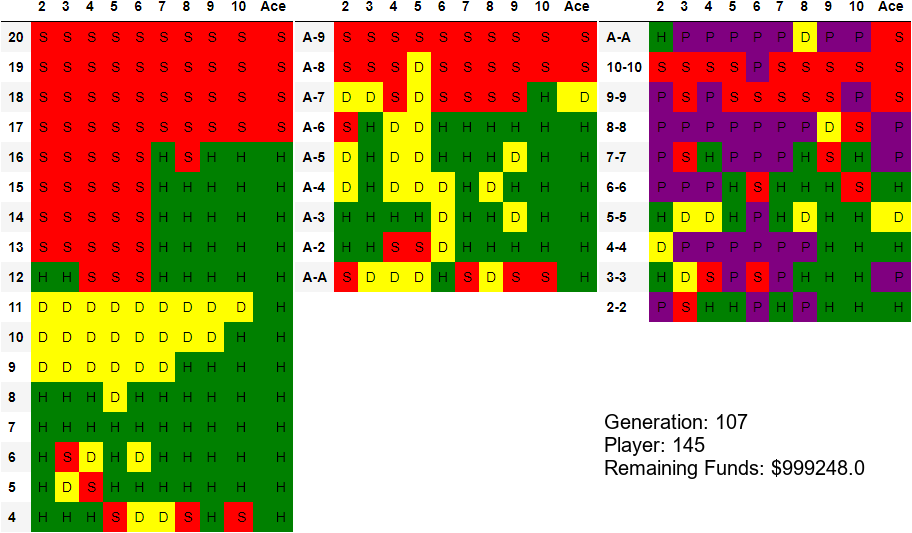 2 3 4 5 6 7 8 9 10 Ace
20 S S S S S S S S S S
19 S S S S S S S S S S
18 S S S S S S S S S S
17 S S S S S S S S S S
16 S S S S S H S H H H
15 S S S S S H H H H H
14 S S S S S H H H H H
13 S S S S S H H H H H
12 H H S S S H H H H H
11 D D D D D D D D D H
10 D D D D D D D D H H
9 D D D D D D H H H H
8 H H H D H H H H H H
7 H H H H H H H H H H
6 H S D H D H H H H H
5 H D S H H H H H H H
4 H H H S D D S H S H
2 3 4 5 6 7 8 9 10 Ace
A-9 S S S S S S S S S S
A-8 S S S D S S S S S S
A-7 D D S D S S S S H D
A-6 S H D D H H H H H H
A-5 D H D D H H H D H H
A-4 D H D D D H D H H H
A-3 H H H H D H H D H H
A-2 H H S S D H H H H H
A-A S D D D H S D S S H
2 3 4 5 6 7 8 9 10 Ace
A-A H P P P P P D P P S
10-10 S S S S P S S S S S
9-9 P S P S S S S S P S
8-8 P P P P P P P D S P
7-7 P S H P P P H S H P
6-6 P P P H S H H H S H
5-5 H D D H P H D H H D
4-4 D P P P P P P H H H
3-3 H D S P S P H H H P
2-2 P S H H P H P H H H
Generation: 107
Player: 145
Remaining Funds: $999248.0